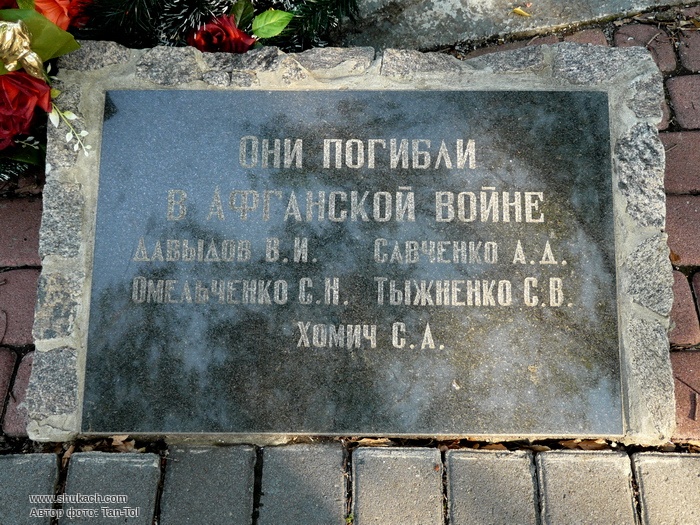 Они погибли
в Афганской войне
Давыдов В.И. Савченко А.Д.
Омельченко С.Н. Тыжненко С.В.
Хомич С.А.
www.shukach.com
Автор фото: Tan-Tol